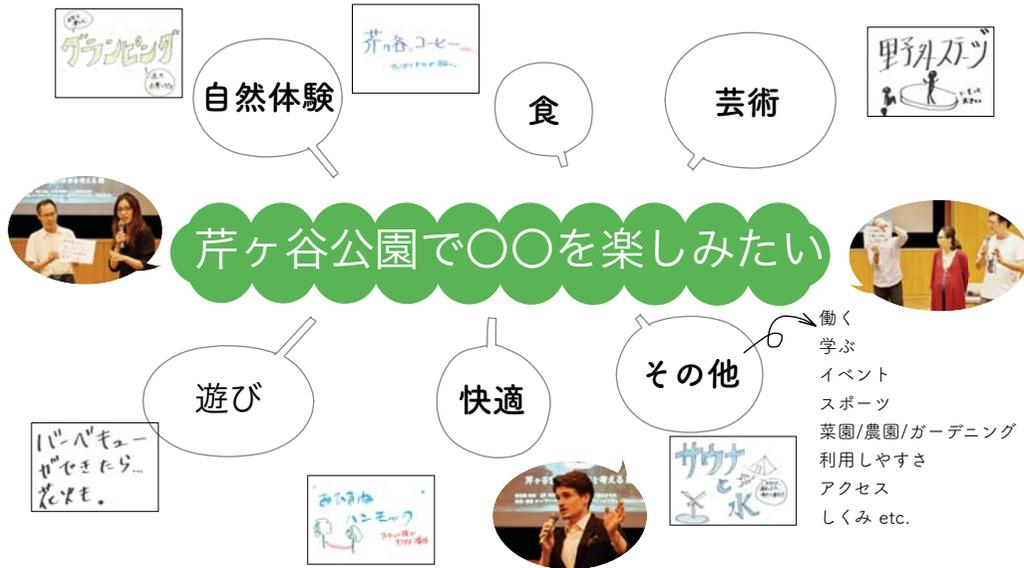 グランピング
芹ヶ谷コーヒー
野外ステージ
自然体験
食
芸術
芹ヶ谷公園で〇〇を楽しみたい
遊び
快適
その他
働く
学ぶ
イベント
スポーツ
菜園/農園/ガーデニング
利用しやすさ
アクセス
しくみ etc.
バーベキュー
ができたら…
花火も。
おひるね
ハンモック
サウナ
と
水